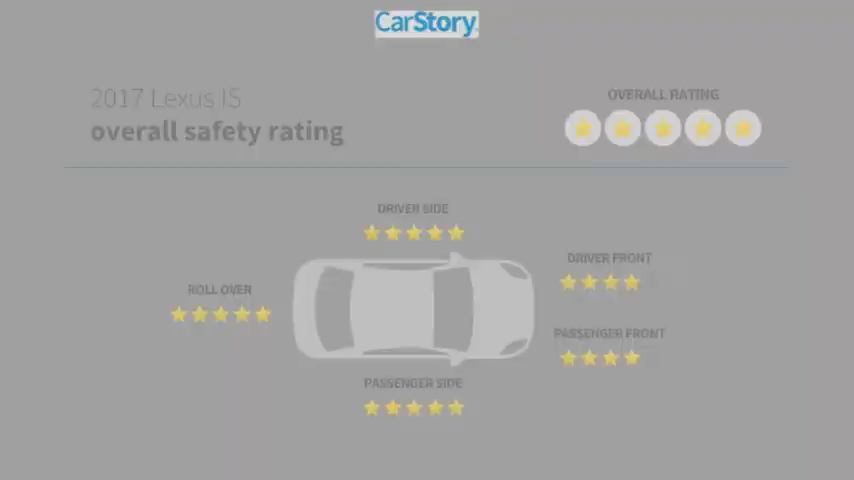 CarStory
2017 Lexus IS
overall safety rating
OVERALL RATING
DRIVER SIDE
DRIVER FRONT
ROLL OVER
PASSENGER FRONT
PASSENGER SIDE